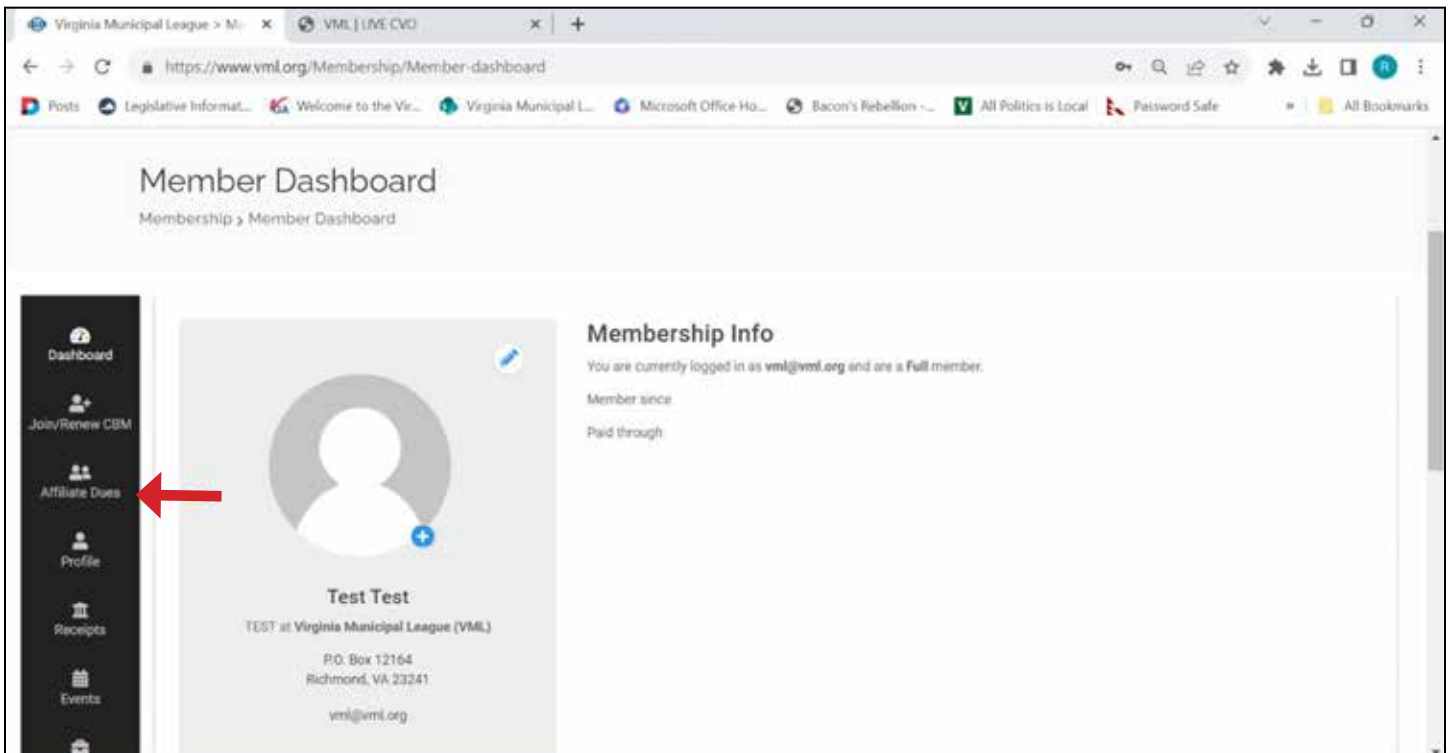 Virginia Municipal League > M
VML | LIVE CVO
https://www.vml.org/Membership/Member-dashboard
Posts
Legislative Informat...
Welcome to the Vir...
Virginia Municipal L...
Microsoft Office Ho...
Bacon's Rebellion -...
All Politics is Local
Password Safe
»
All Bookmarks
R
Member Dashboard
Membership > Member Dashboard
Dashboard
Join/Renew CBM
Affiliate Dues
Profile
Receipts
Events
Test Test
TEST at Virginia Municipal League (VML)
P.O. Box 12164
Richmond, VA 23241
vml@vml.org
Membership Info
You are currently logged in as vml@vml.org and are a Full member.
Member since
Paid through